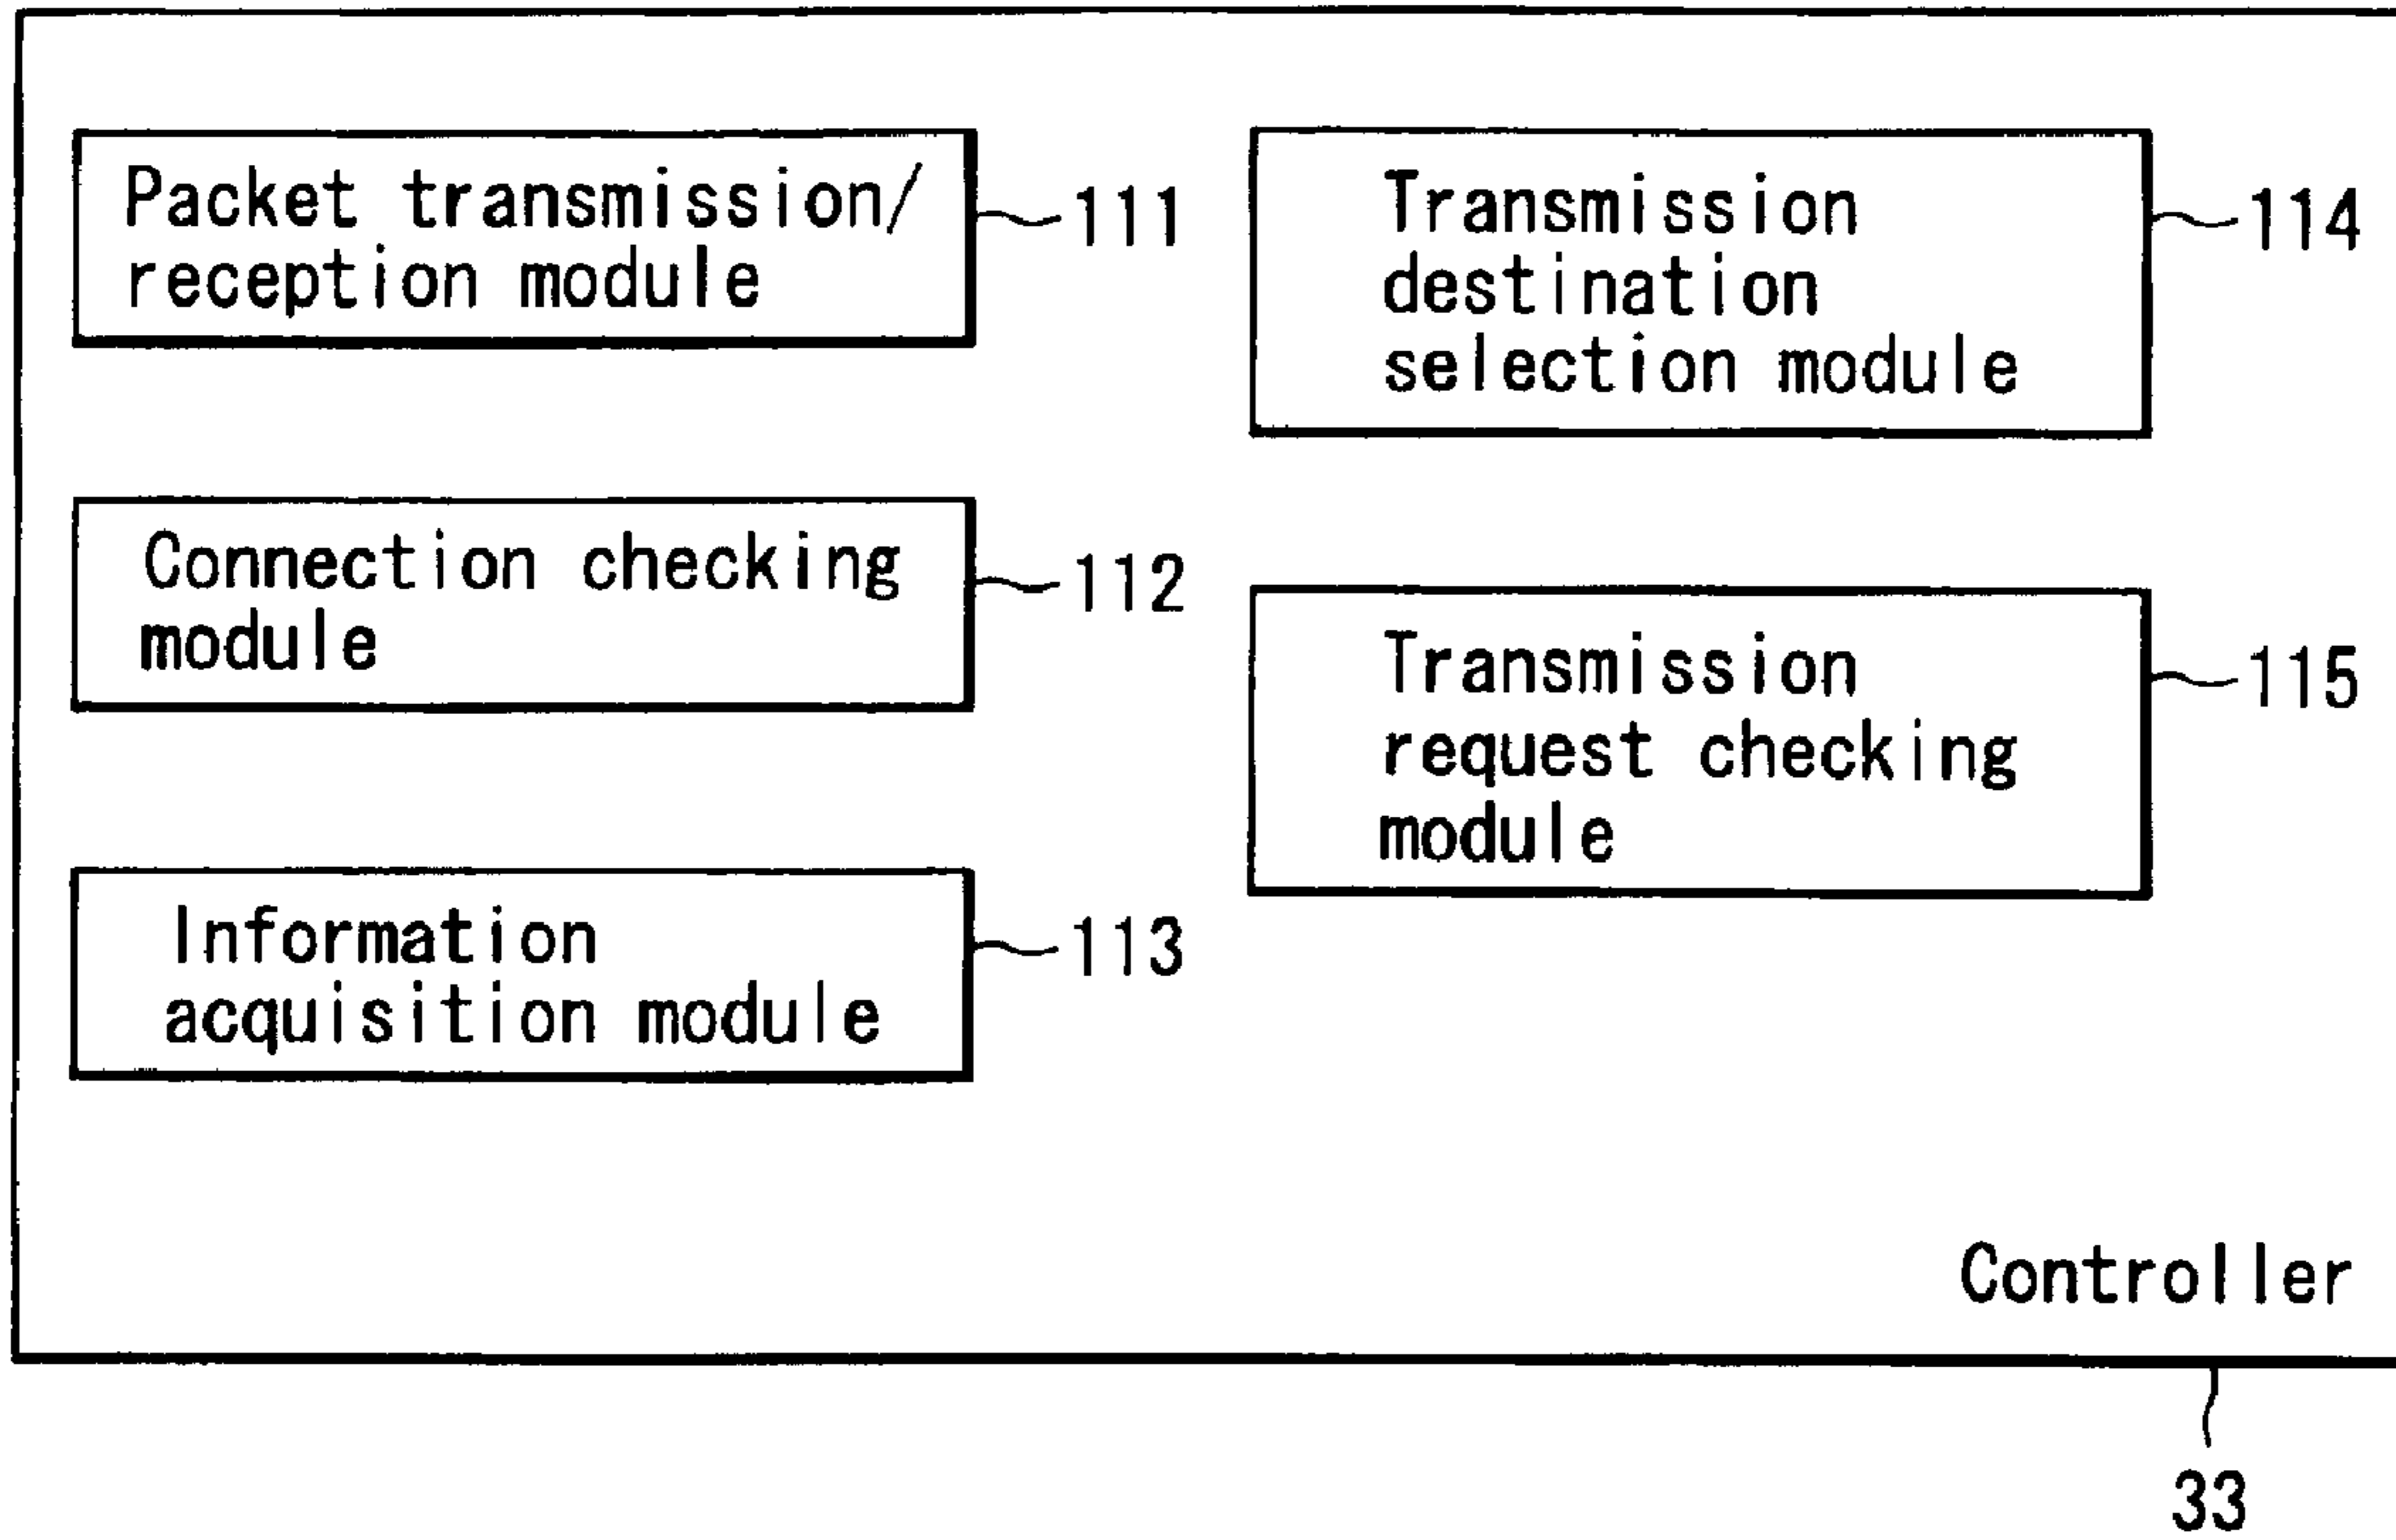 Packet transmission/
reception module
111
Connection checking
module
112
Information
acquisition module
113
Transmission
destination
selection module
114
Transmission
request checking
module
115
Controller
33